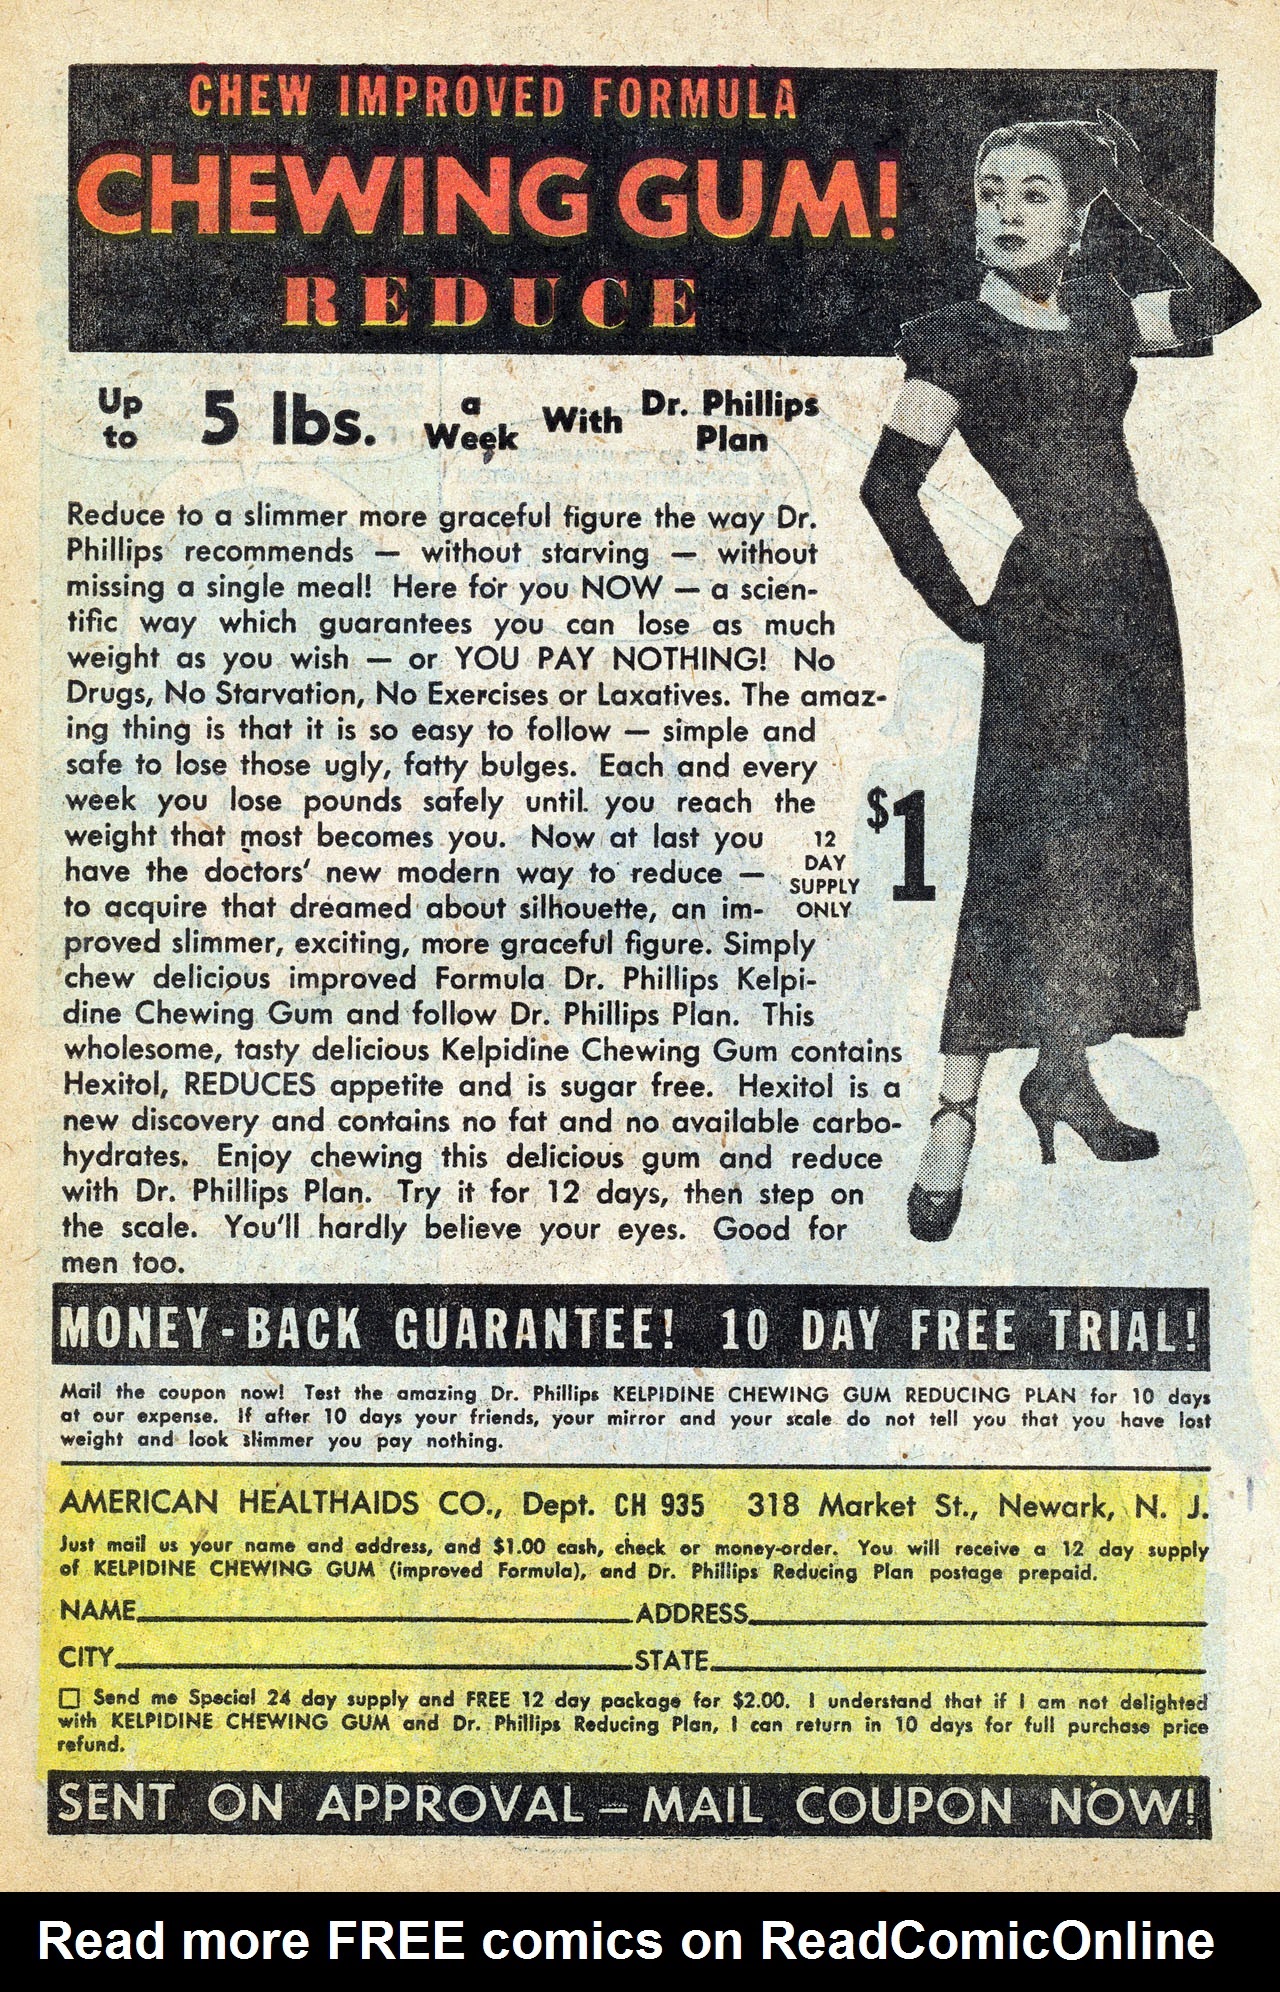 CHEW IMPROVED FORMULA
CHEWING GUM!
REDUCE
Up to 5 lbs. a Week With Dr. Phillips Plan
Reduce to a slimmer more graceful figure the way Dr.
Phillips recommends — without starving — without
missing a single meal! Here for you NOW — a scien-
tific way which guarantees you can lose as much
weight as you wish — or YOU PAY NOTHING! No
Drugs, No Starvation, No Exercises or Laxatives. The amaz-
ing thing is that it is so easy to follow — simple and
safe to lose those ugly, fatty bulges. Each and every
week you lose pounds safely until you reach the
weight that most becomes you. Now at last you
have the doctors' new modern way to reduce —
to acquire that dreamed about silhouette, an im-
proved slimmer, exciting, more graceful figure. Simply
chew delicious improved Formula Dr. Phillips Kelpi-
dine Chewing Gum and follow Dr. Phillips Plan. This
wholesome, tasty delicious Kelpidine Chewing Gum contains
Hexitol, REDUCES appetite and is sugar free. Hexitol is a
new discovery and contains no fat and no available carbo-
hydrates. Enjoy chewing this delicious gum and reduce
with Dr. Phillips Plan. Try it for 12 days, then step on
the scale. You'll hardly believe your eyes. Good for
men too.
12
DAY
SUPPLY
ONLY
$1
MONEY-BACK GUARANTEE! 10 DAY FREE TRIAL!
Mail the coupon now! Test the amazing Dr. Phillips KELPIDINE CHEWING GUM REDUCING PLAN for 10 days
at our expense. If after 10 days your friends, your mirror and your scale do not tell you that you have lost
weight and look slimmer you pay nothing.
AMERICAN HEALTHAIDS CO., Dept. CH 935 318 Market St., Newark, N. J.
Just mail us your name and address, and $1.00 cash, check or money-order. You will receive a 12 day supply
of KELPIDINE CHEWING GUM (improved Formula), and Dr. Phillips Reducing Plan postage prepaid.
NAME ADDRESS
CITY STATE
☐ Send me Special 24 day supply and FREE 12 day package for $2.00. I understand that if I am not delighted
with KELPIDINE CHEWING GUM and Dr. Phillips Reducing Plan, I can return in 10 days for full purchase price
refund.
SENT ON APPROVAL – MAIL COUPON NOW!
Read more FREE comics on ReadComicOnline